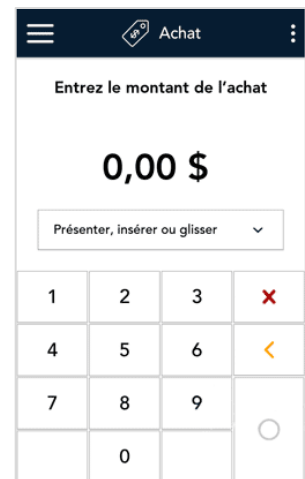 Achat
Entrez le montant de l’achat
0,00 $
Présenter, insérer ou glisser
1 2 3
4 5 6
7 8 9
0